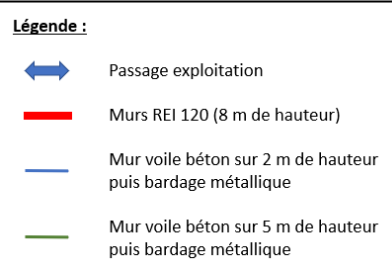 Légende :
Passage exploitation
Murs REI 120 (8 m de hauteur)
Mur voile béton sur 2 m de hauteur
puis bardage métallique
Mur voile béton sur 5 m de hauteur
puis bardage métallique